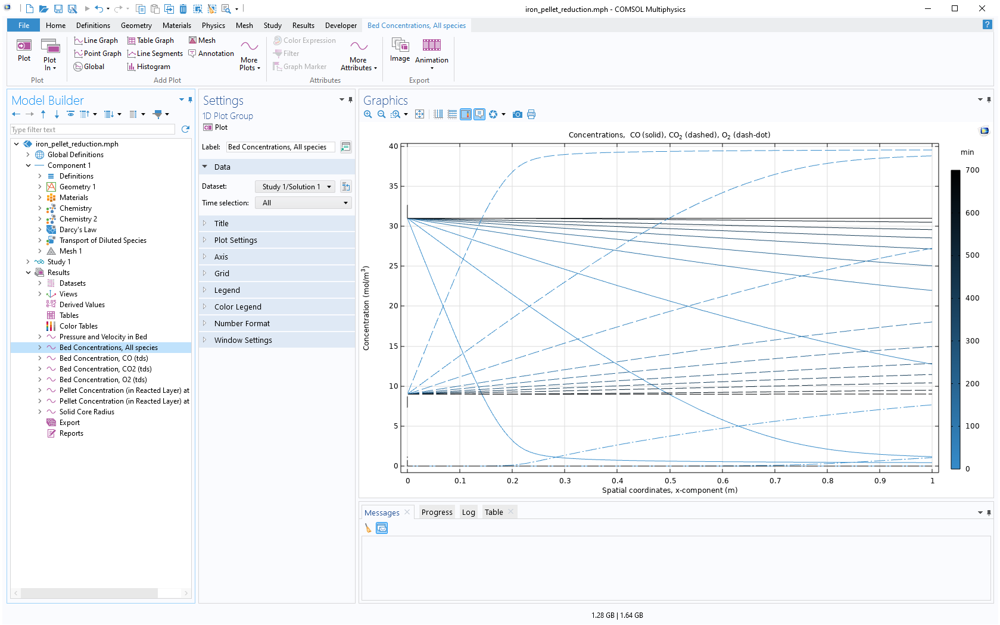 iron_pellet_reduction.mph - COMSOL Multiphysics
File Home Definitions Geometry Materials Physics Mesh Study Results Developer Bed Concentrations, All species ?
Plot
Plot In
Plot
Line Graph Table Graph Mesh
Point Graph Line Segments Annotation
Global Histogram
More Plots
Add Plot
Color Expression
Filter
Graph Marker
More Attributes
Attributes
Image
Animation
Export
Model Builder
Type filter text
iron_pellet_reduction.mph
Global Definitions
Component 1
Definitions
Geometry 1
Materials
Chemistry
Chemistry 2
Darcy's Law
Transport of Diluted Species
Mesh 1
Study 1
Results
Datasets
Views
8.85
e-12
Derived Values
Tables
Color Tables
Pressure and Velocity in Bed
Bed Concentrations, All species
Bed Concentration, CO (tds)
Bed Concentration, CO2 (tds)
Bed Concentration, O2 (tds)
Pellet Concentration (in Reacted Layer) at
Pellet Concentration (in Reacted Layer) at
Solid Core Radius
Export
Reports
Settings
1D Plot Group
Plot
Label: Bed Concentrations, All species
Data
Dataset: Study 1/Solution 1
Time selection: All
Title
Plot Settings
Axis
Grid
Legend
Color Legend
Number Format
Window Settings
Graphics
Concentrations, CO (solid), CO₂ (dashed), O₂ (dash-dot)
Concentration (mol/m³)
40
35
30
25
20
15
10
5
0
0 0.1 0.2 0.3 0.4 0.5 0.6 0.7 0.8 0.9 1
Spatial coordinates, x-component (m)
min
700
600
500
400
300
200
100
0
Messages Progress Log Table
1.28 GB | 1.64 GB